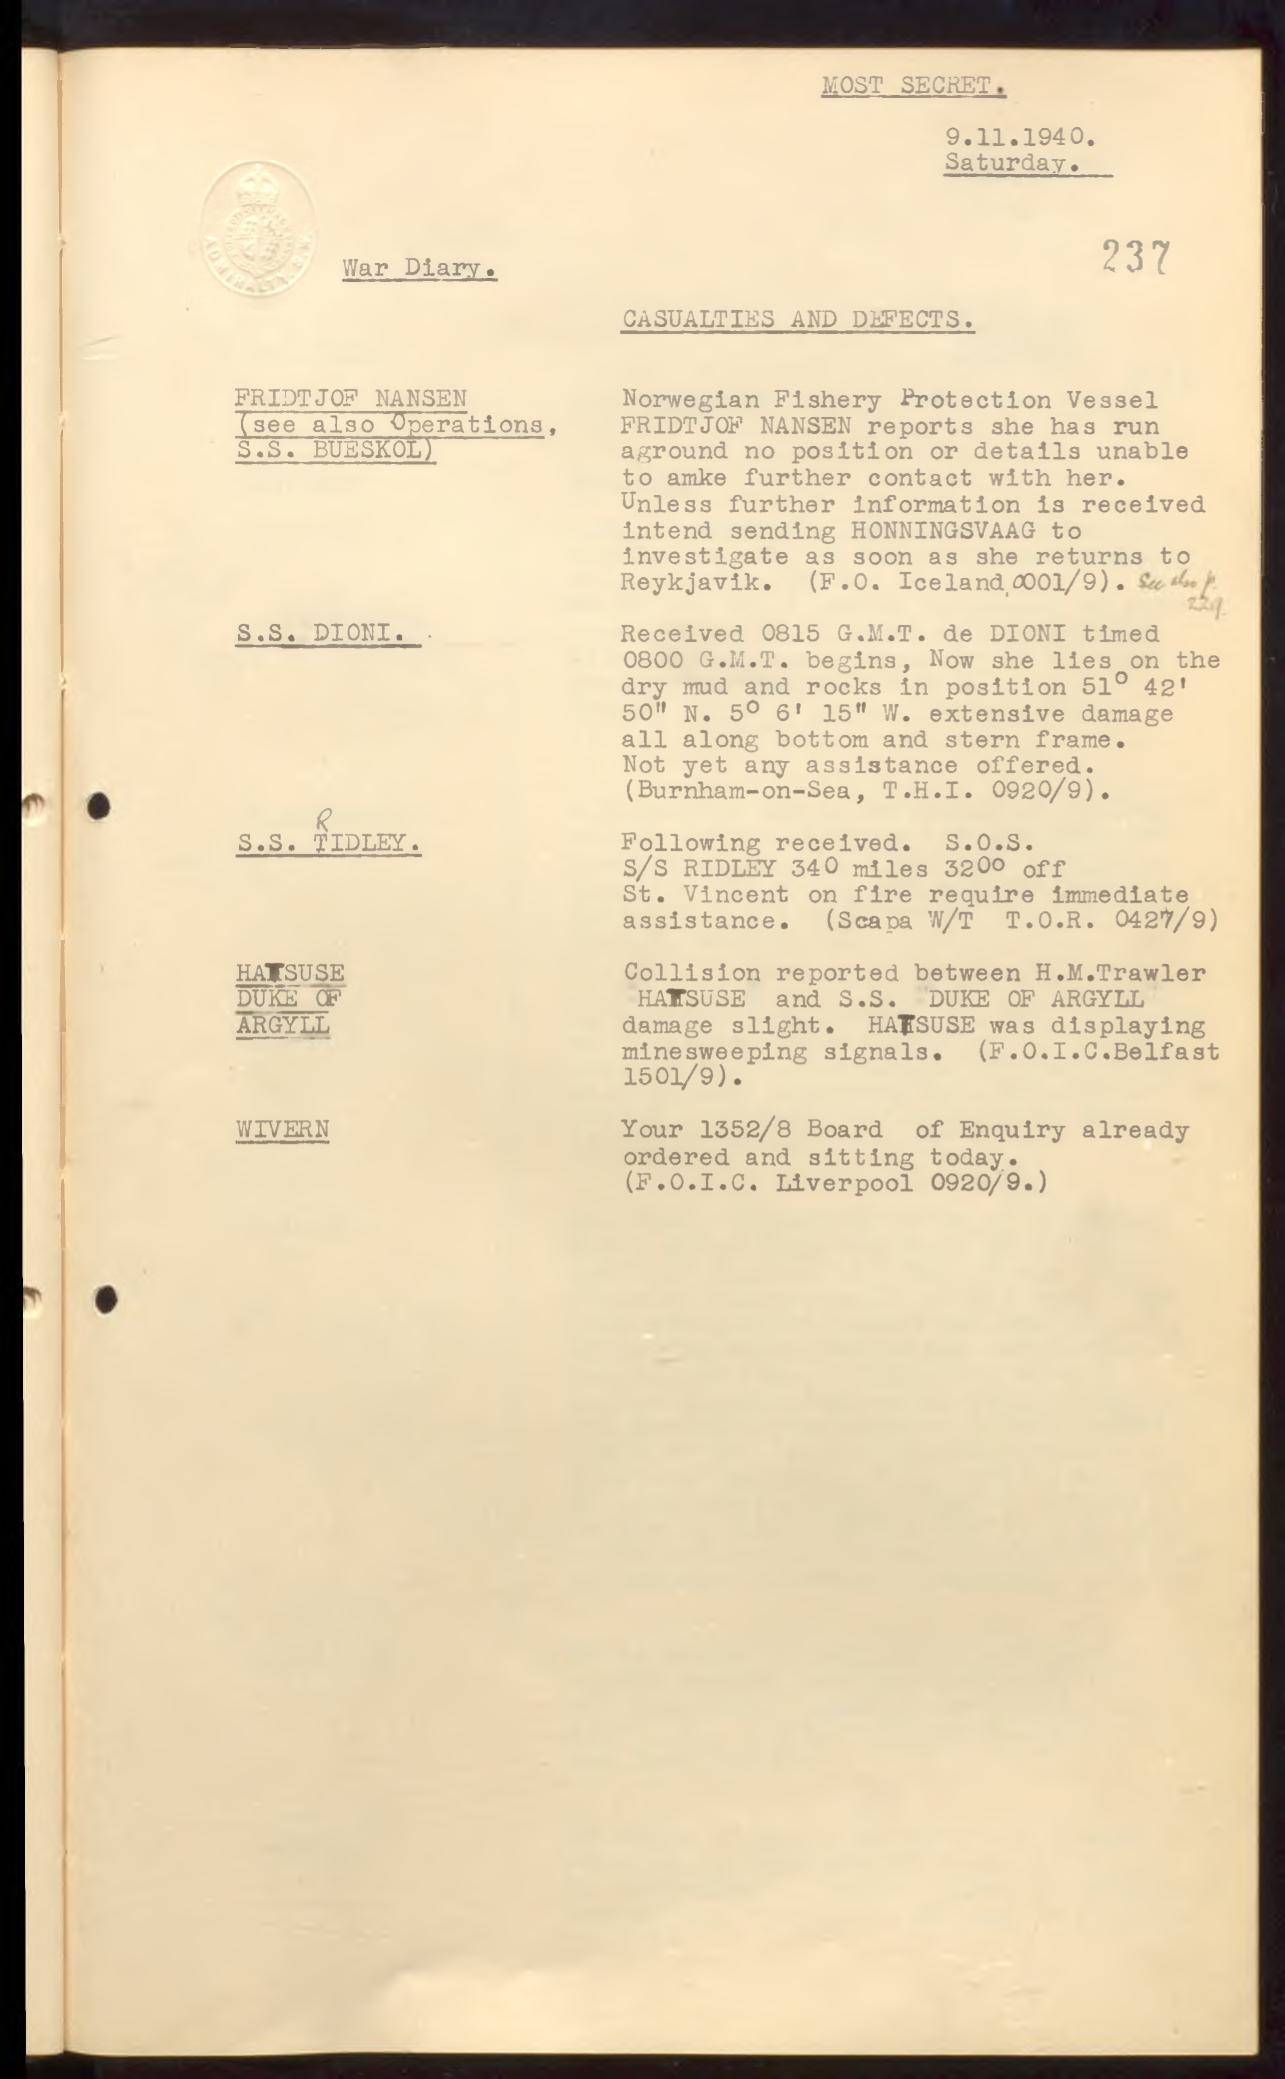 MOST SECRET.
9.11.1940.
Saturday.
ADMIRALTY. S.W.
237
War Diary.
CASUALTIES AND DEFECTS.
FRIDTJOF NANSEN
(see also Operations,
S.S. BUESKOL)
Norwegian Fishery Protection Vessel
FRIDTJOF NANSEN reports she has run
aground no position or details unable
to amke further contact with her.
Unless further information is received
intend sending HONNINGSVAAG to
investigate as soon as she returns to
Reykjavik. (F.O. Iceland 0001/9). See also p.
229.
S.S. DIONI.
Received 0815 G.M.T. de DIONI timed
0800 G.M.T. begins, Now she lies on the
dry mud and rocks in position 51° 42'
50" N. 5° 6' 15" W. extensive damage
all along bottom and stern frame.
Not yet any assistance offered.
(Burnham-on-Sea, T.H.I. 0920/9).
R
S.S. TIDLEY.
Following received. S.O.S.
S/S RIDLEY 340 miles 320° off
St. Vincent on fire require immediate
assistance. (Scapa W/T T.O.R. 0427/9)
HATSUSE
DUKE OF
ARGYLL
Collision reported between H.M.Trawler
HATSUSE and S.S. DUKE OF ARGYLL
damage slight. HATSUSE was displaying
minesweeping signals. (F.O.I.C.Belfast
1501/9).
WIVERN
Your 1352/8 Board of Enquiry already
ordered and sitting today.
(F.O.I.C. Liverpool 0920/9.)